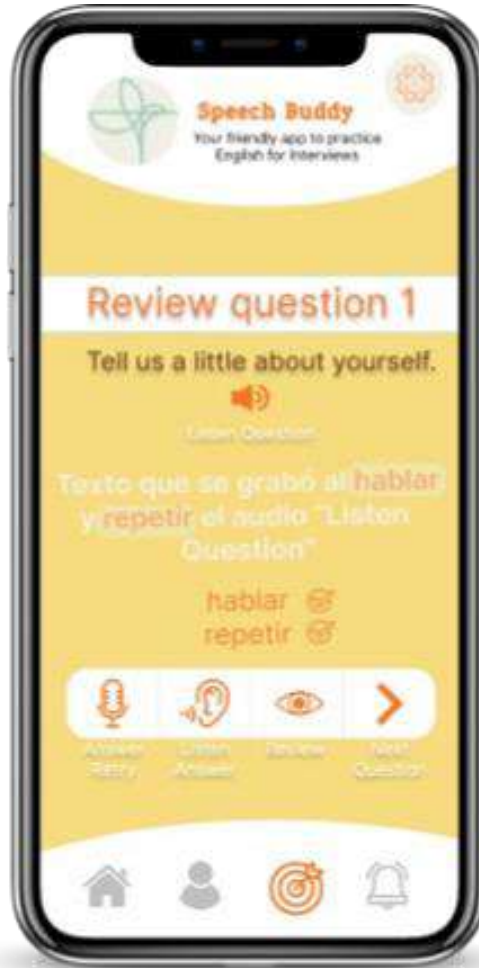 Speech Buddy
Your friendly app to practice
English for Interviews
Review question 1
Tell us a little about yourself.
Listen Question
Texto que se grabó al hablar
y repetir el audio "Listen
Question"
hablar
repetir
Answer Retry
Listen Answer
Review
Next Question